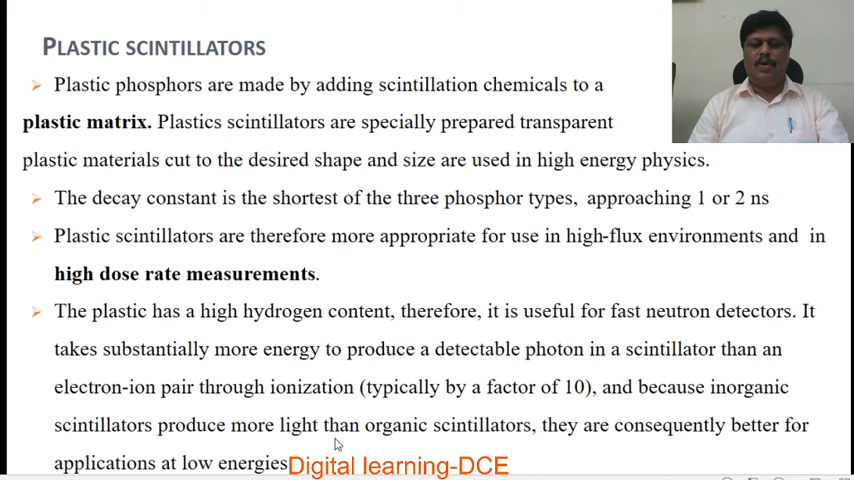 PLASTIC SCINTILLATORS
Plastic phosphors are made by adding scintillation chemicals to a
plastic matrix. Plastics scintillators are specially prepared transparent
plastic materials cut to the desired shape and size are used in high energy physics.
The decay constant is the shortest of the three phosphor types, approaching 1 or 2 ns
Plastic scintillators are therefore more appropriate for use in high-flux environments and in
high dose rate measurements.
The plastic has a high hydrogen content, therefore, it is useful for fast neutron detectors. It
takes substantially more energy to produce a detectable photon in a scintillator than an
electron-ion pair through ionization (typically by a factor of 10), and because inorganic
scintillators produce more light than organic scintillators, they are consequently better for
applications at low energies
Digital learning-DCE